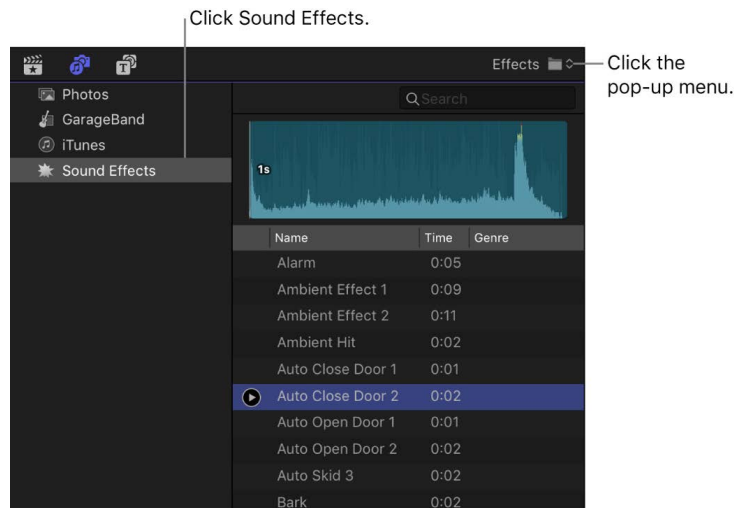 Click Sound Effects.
Effects
Click the
pop-up menu.
Photos
GarageBand
iTunes
Sound Effects
Search
1s
Name Time Genre
Alarm 0:05
Ambient Effect 1 0:09
Ambient Effect 2 0:11
Ambient Hit 0:02
Auto Close Door 1 0:01
Auto Close Door 2 0:02
Auto Open Door 1 0:01
Auto Open Door 2 0:02
Auto Skid 3 0:02
Bark 0:02